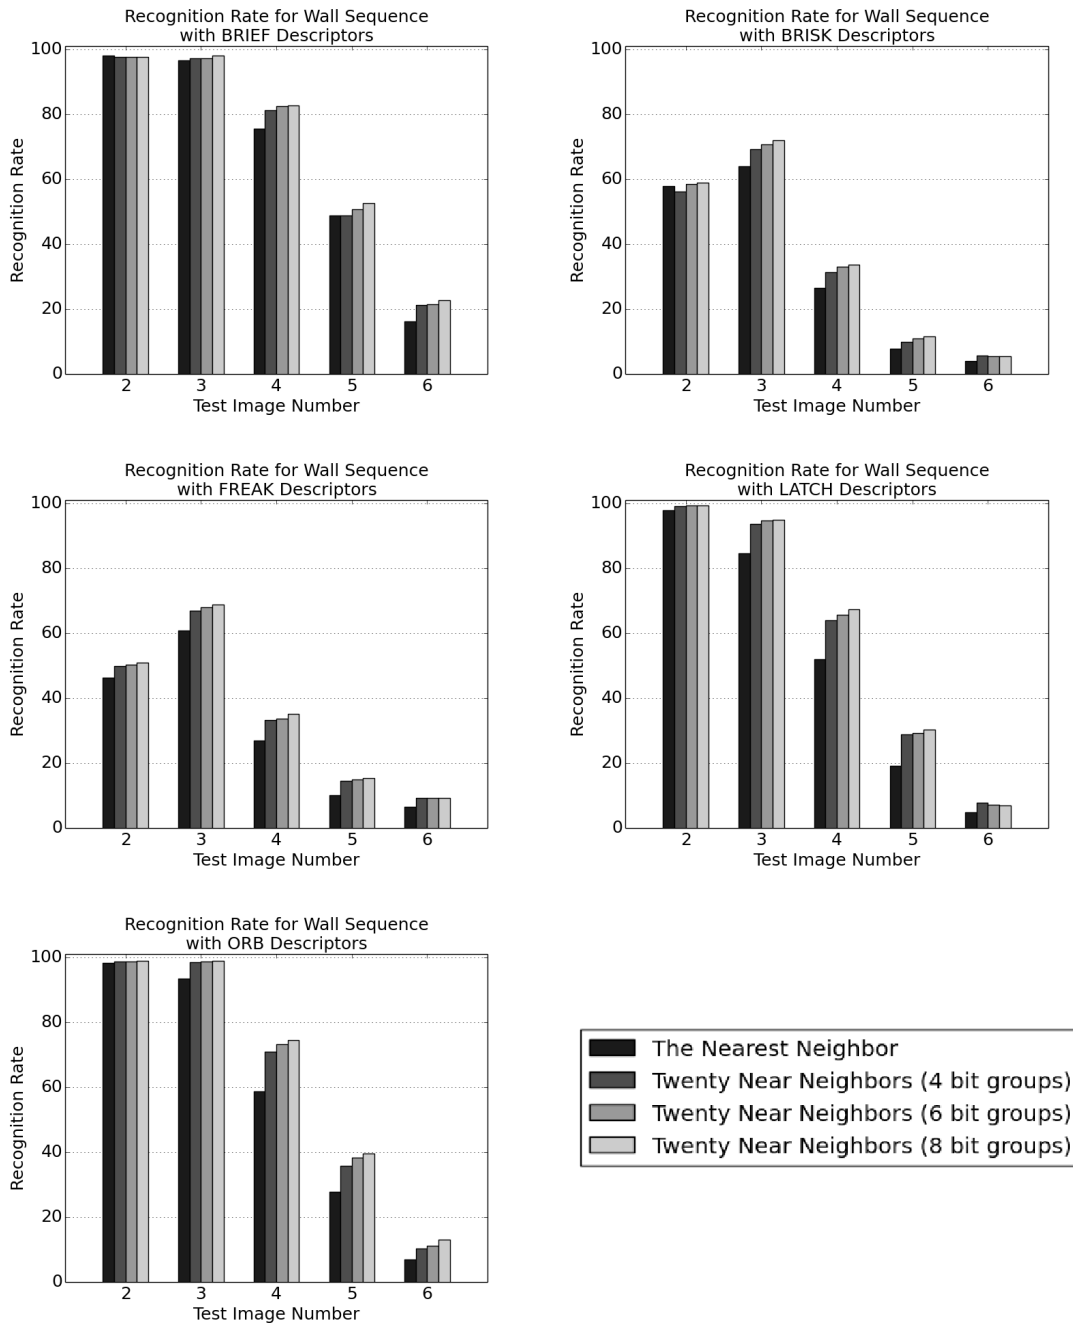 Recognition Rate for Wall Sequence
with BRIEF Descriptors
100
80
60
40
20
0
Recognition Rate
2 3 4 5 6
Test Image Number
Recognition Rate for Wall Sequence
with BRISK Descriptors
100
80
60
40
20
0
Recognition Rate
2 3 4 5 6
Test Image Number
Recognition Rate for Wall Sequence
with FREAK Descriptors
100
80
60
40
20
0
Recognition Rate
2 3 4 5 6
Test Image Number
Recognition Rate for Wall Sequence
with LATCH Descriptors
100
80
60
40
20
0
Recognition Rate
2 3 4 5 6
Test Image Number
Recognition Rate for Wall Sequence
with ORB Descriptors
100
80
60
40
20
0
Recognition Rate
2 3 4 5 6
Test Image Number
The Nearest Neighbor
Twenty Near Neighbors (4 bit groups)
Twenty Near Neighbors (6 bit groups)
Twenty Near Neighbors (8 bit groups)